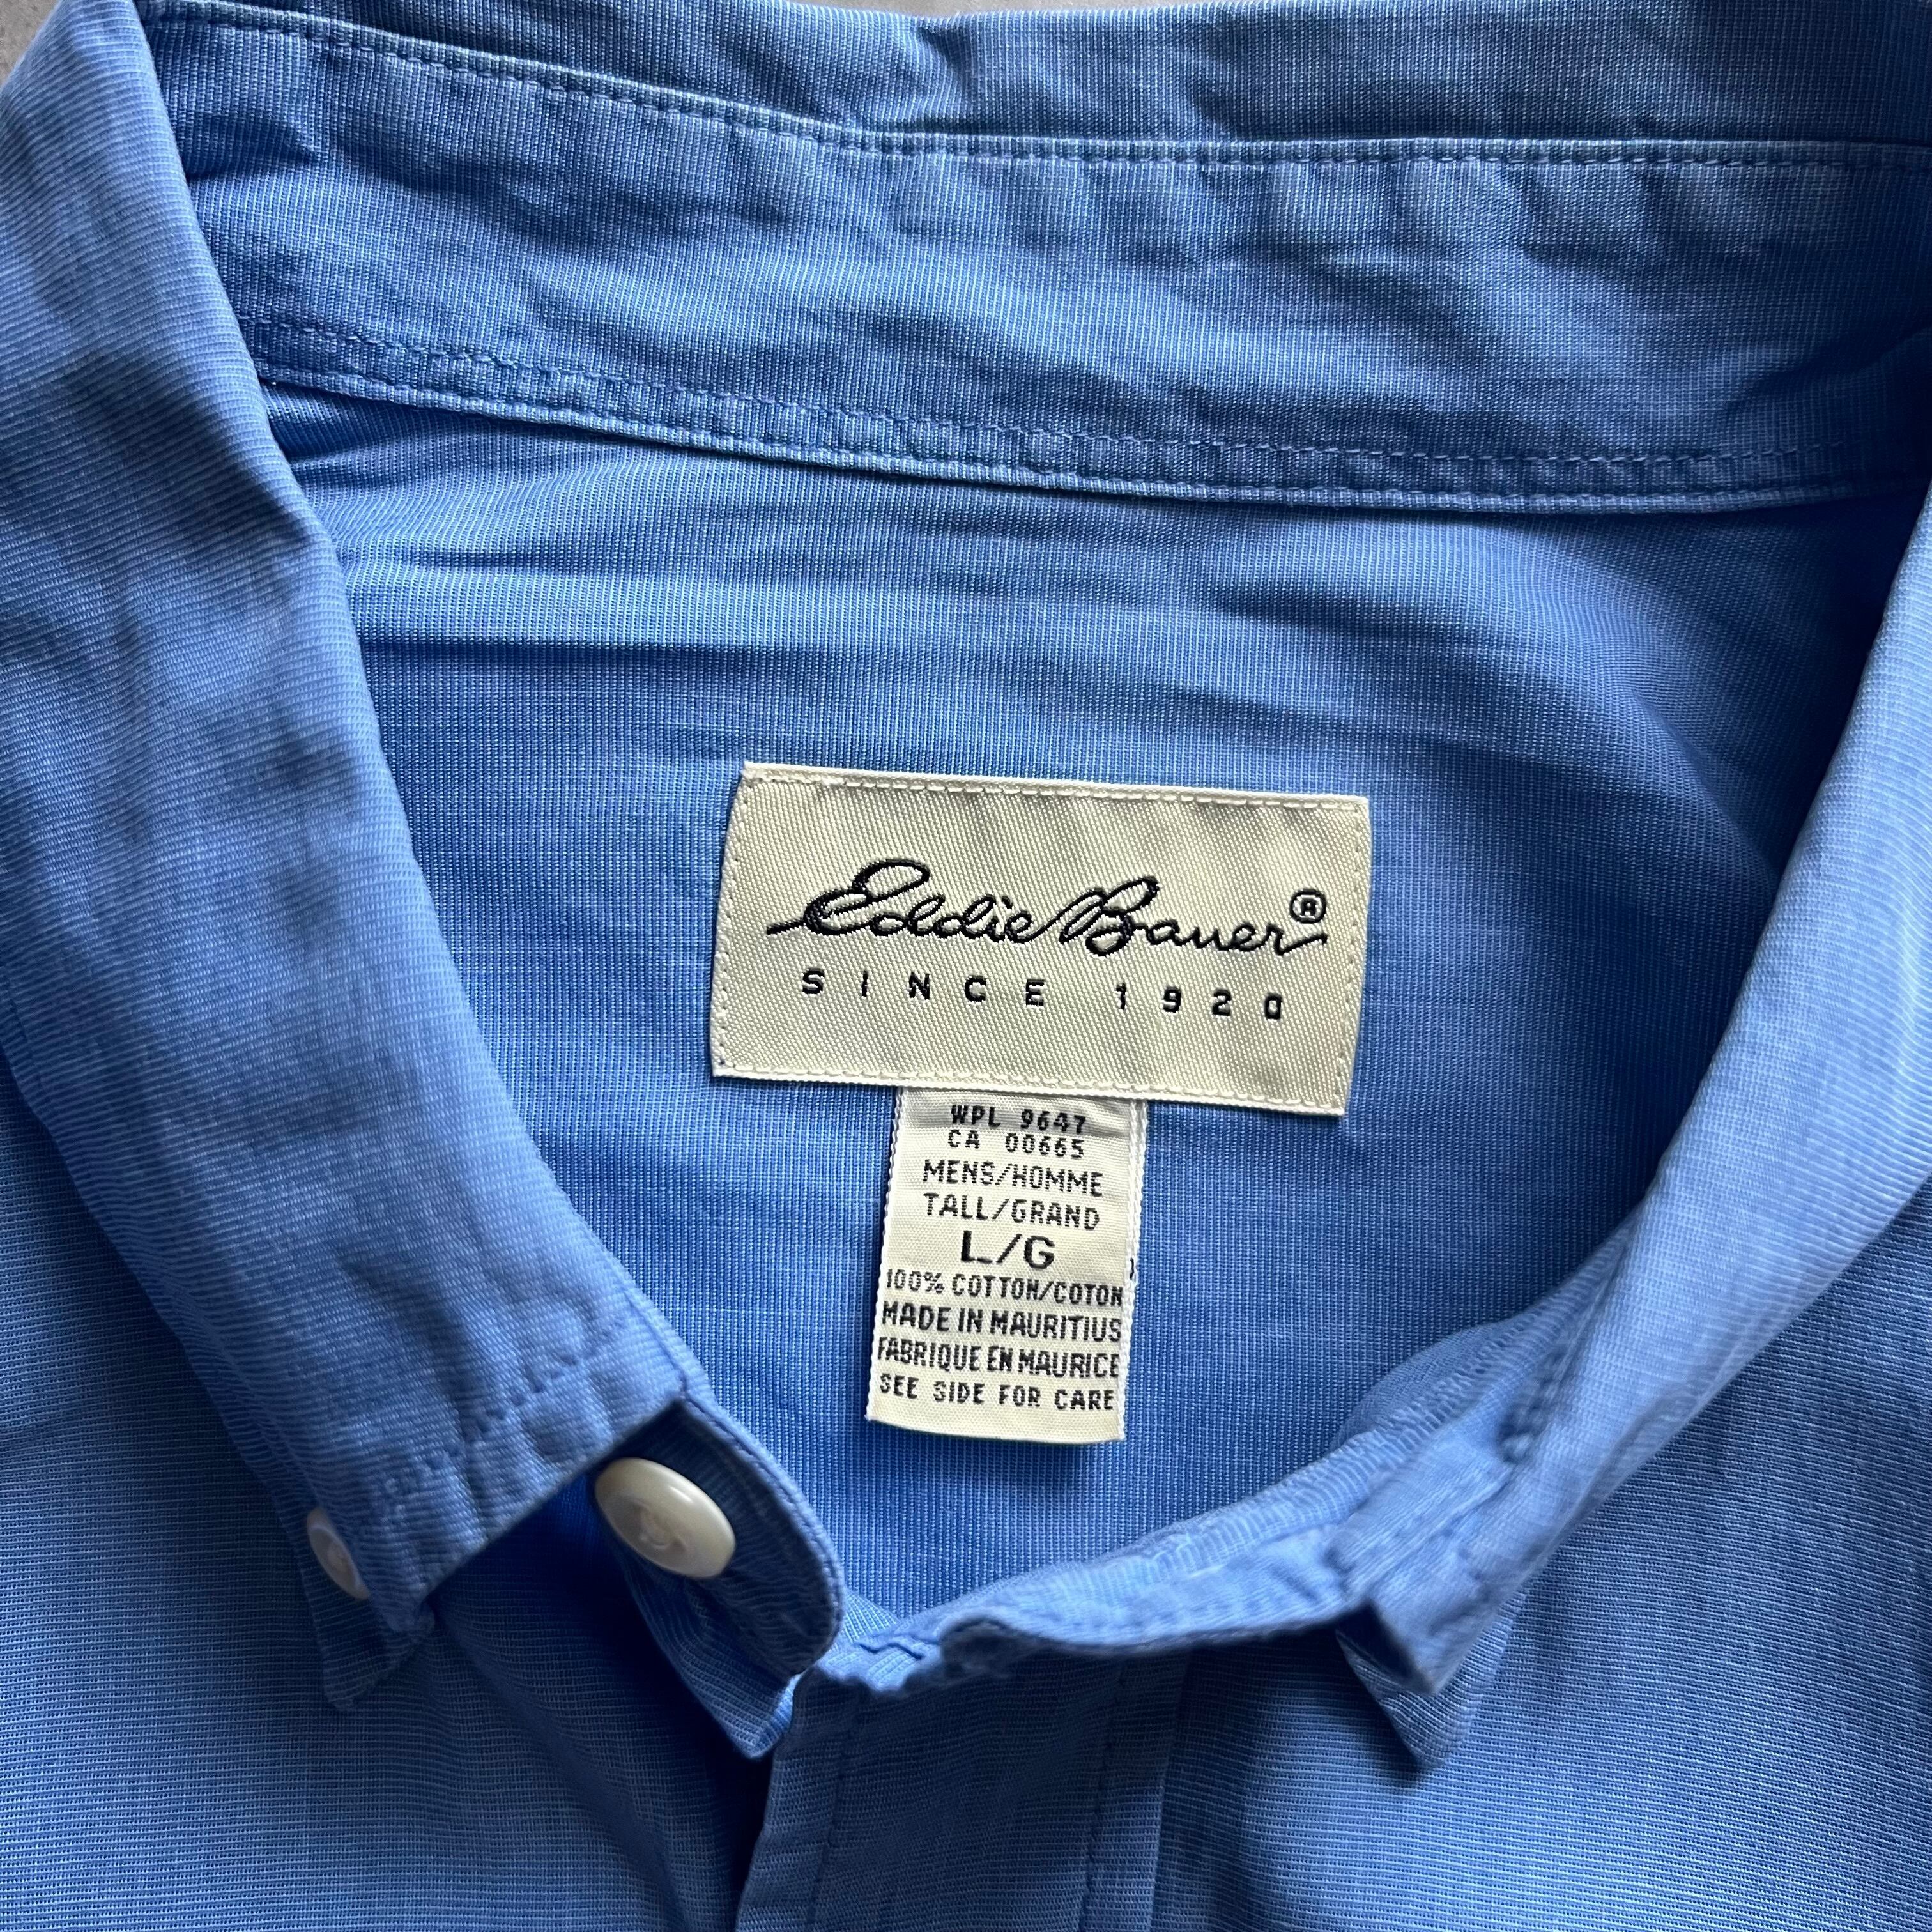 Eddie Bauer®
SINCE 1920
WPL 9647
CA 00665
MENS/HOMME
TALL/GRAND
L/G
100% COTTON/COTON
MADE IN MAURITIUS
FABRIQUE EN MAURICE
SEE SIDE FOR CARE